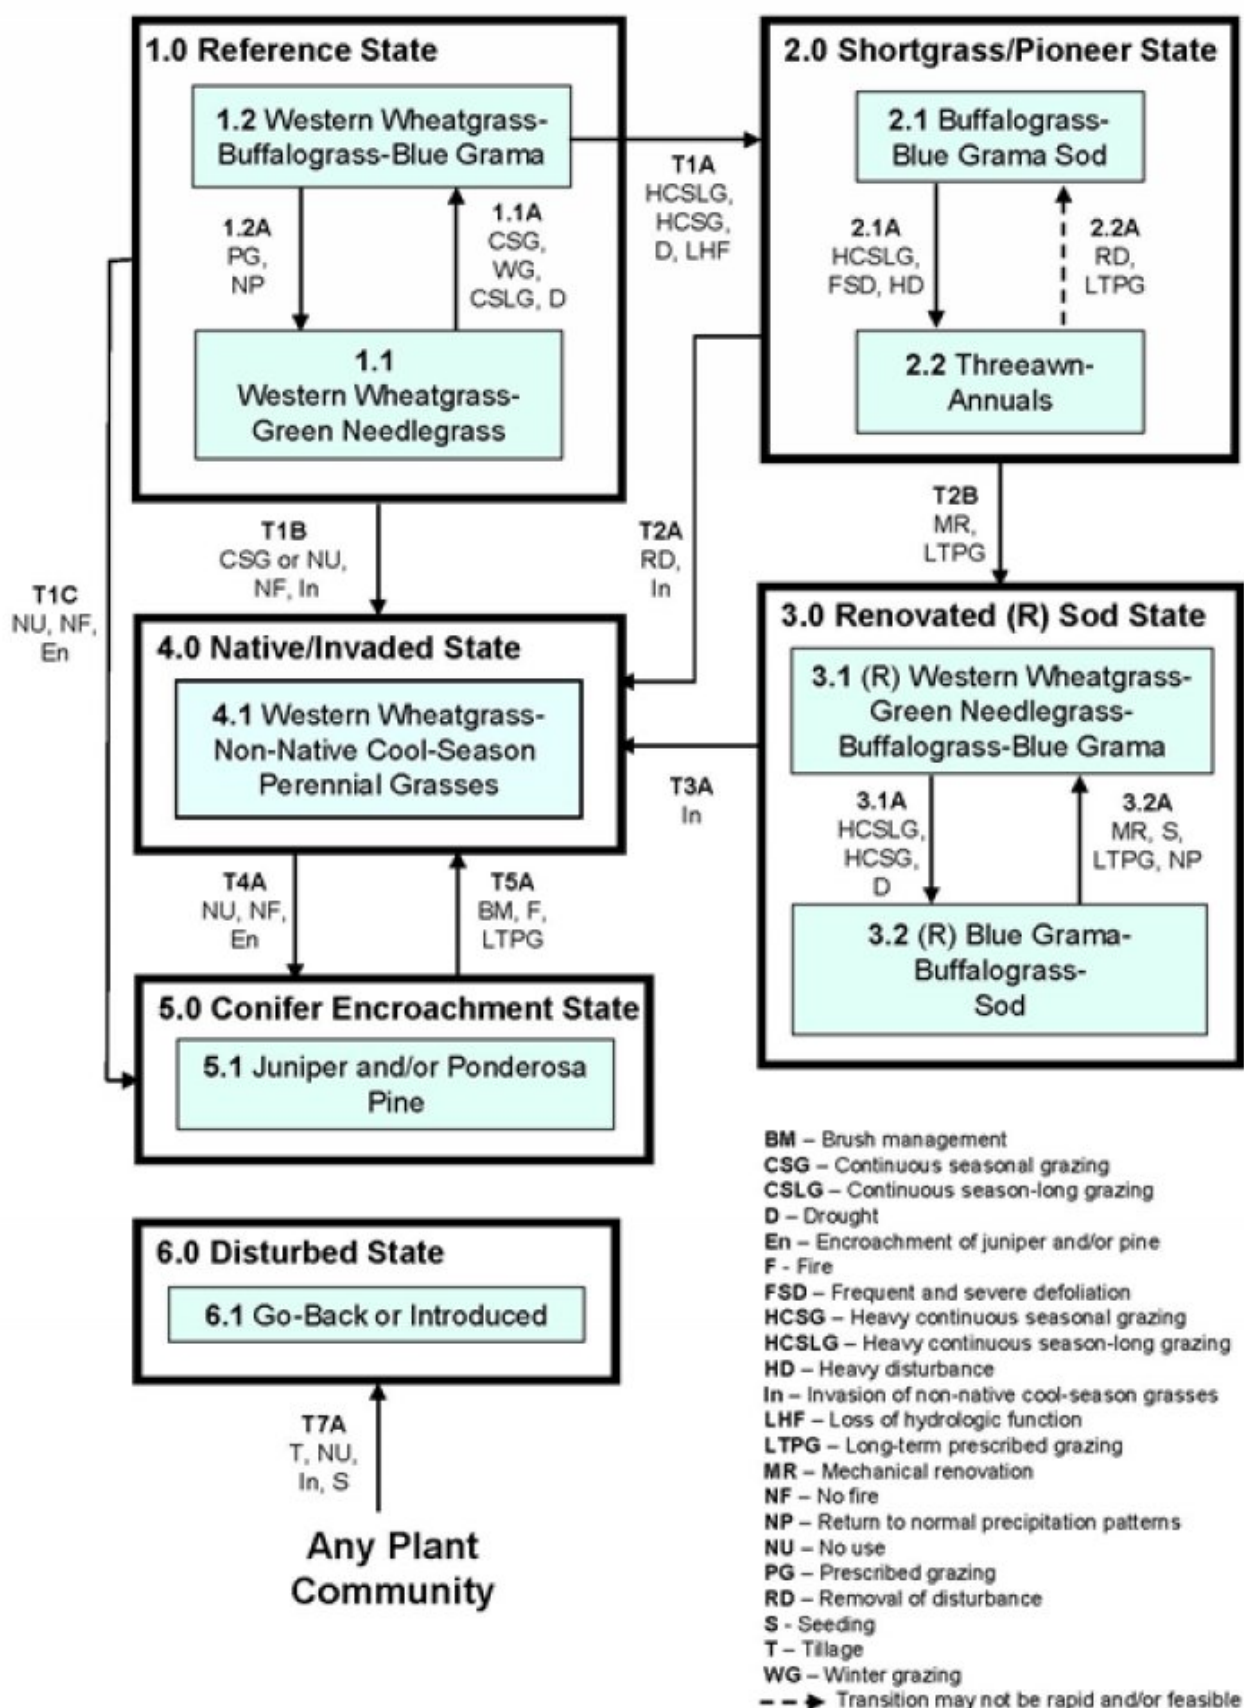 1.0 Reference State
1.2 Western Wheatgrass-
Buffalograss-Blue Grama
1.2A
PG,
NP
1.1A
CSG,
WG,
CSLG, D
1.1
Western Wheatgrass-
Green Needlegrass
T1A
HCSLG,
HCSG,
D, LHF
2.0 Shortgrass/Pioneer State
2.1 Buffalograss-
Blue Grama Sod
2.1A
HCSLG,
FSD, HD
2.2A
RD,
LTPG
2.2 Threeawn-
Annuals
T1B
CSG or NU,
NF, In
T2A
RD,
In
T2B
MR,
LTPG
T1C
NU, NF,
En
4.0 Native/Invaded State
4.1 Western Wheatgrass-
Non-Native Cool-Season
Perennial Grasses
T3A
In
3.0 Renovated (R) Sod State
3.1 (R) Western Wheatgrass-
Green Needlegrass-
Buffalograss-Blue Grama
3.1A
HCSLG,
HCSG,
D
3.2A
MR, S,
LTPG, NP
3.2 (R) Blue Grama-
Buffalograss-
Sod
T4A
NU, NF,
En
T5A
BM, F,
LTPG
5.0 Conifer Encroachment State
5.1 Juniper and/or Ponderosa
Pine
6.0 Disturbed State
6.1 Go-Back or Introduced
T7A
T, NU,
In, S
Any Plant
Community
BM – Brush management
CSG – Continuous seasonal grazing
CSLG – Continuous season-long grazing
D – Drought
En – Encroachment of juniper and/or pine
F - Fire
FSD – Frequent and severe defoliation
HCSG – Heavy continuous seasonal grazing
HCSLG – Heavy continuous season-long grazing
HD – Heavy disturbance
In – Invasion of non-native cool-season grasses
LHF – Loss of hydrologic function
LTPG – Long-term prescribed grazing
MR – Mechanical renovation
NF – No fire
NP – Return to normal precipitation patterns
NU – No use
PG – Prescribed grazing
RD – Removal of disturbance
S - Seeding
T – Tillage
WG – Winter grazing
Transition may not be rapid and/or feasible